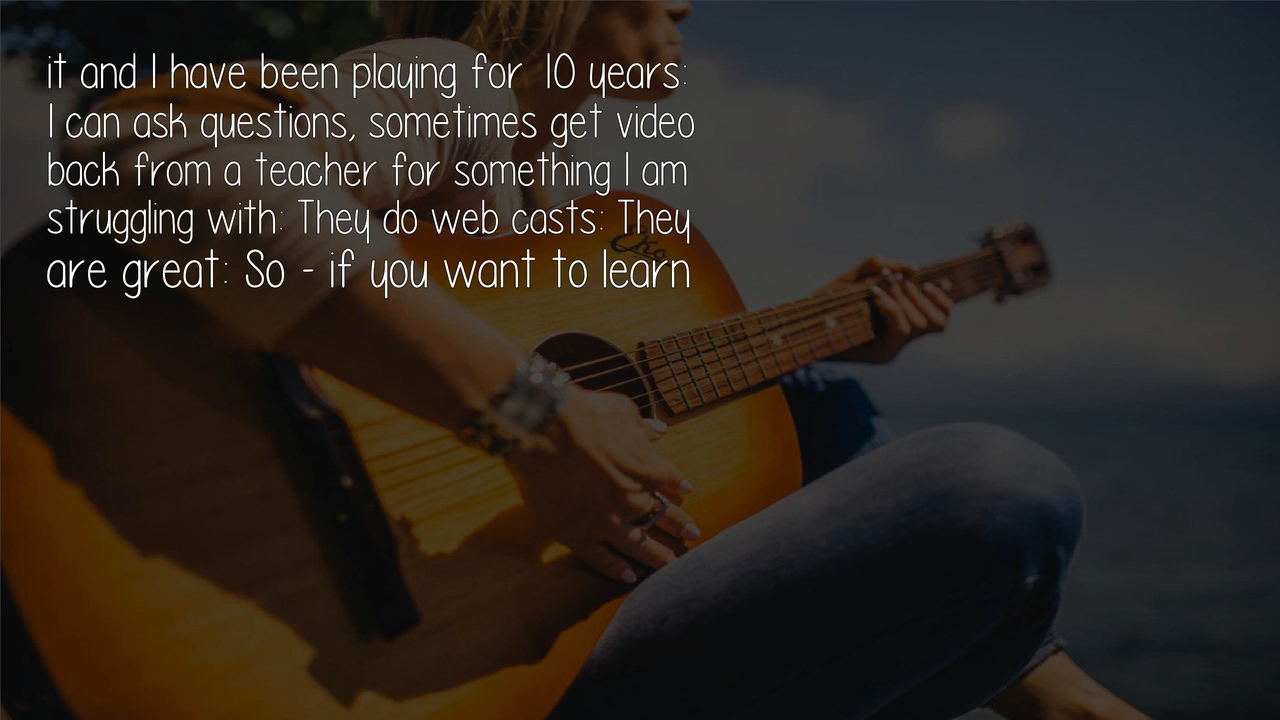 it and I have been playing for 10 years:
I can ask questions, sometimes get video
back from a teacher for something I am
struggling with: They do web casts: They
are great: So - if you want to learn
Eko